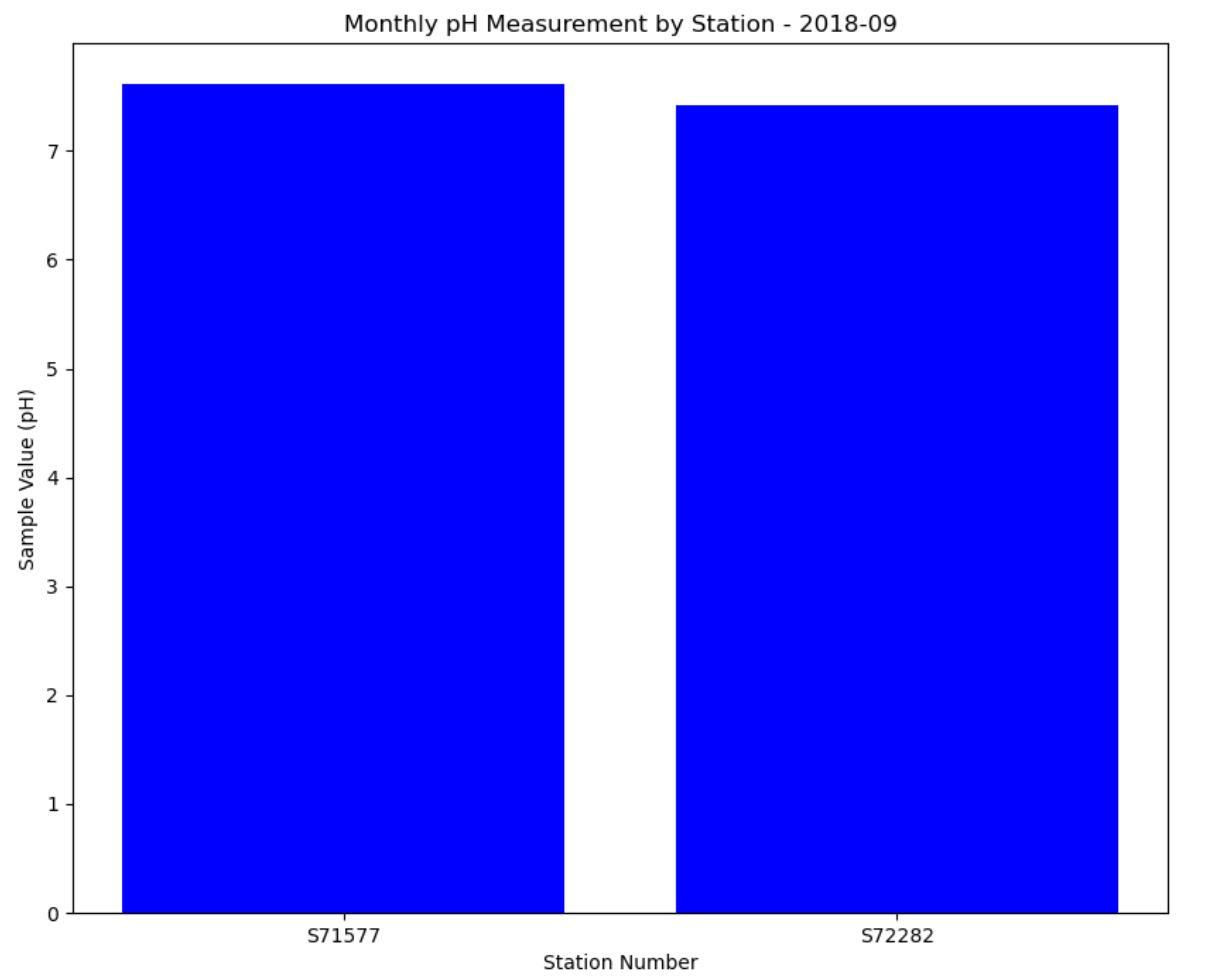 Monthly pH Measurement by Station - 2018-09
7
6
5
4
3
2
1
0
Sample Value (pH)
S71577 S72282
Station Number